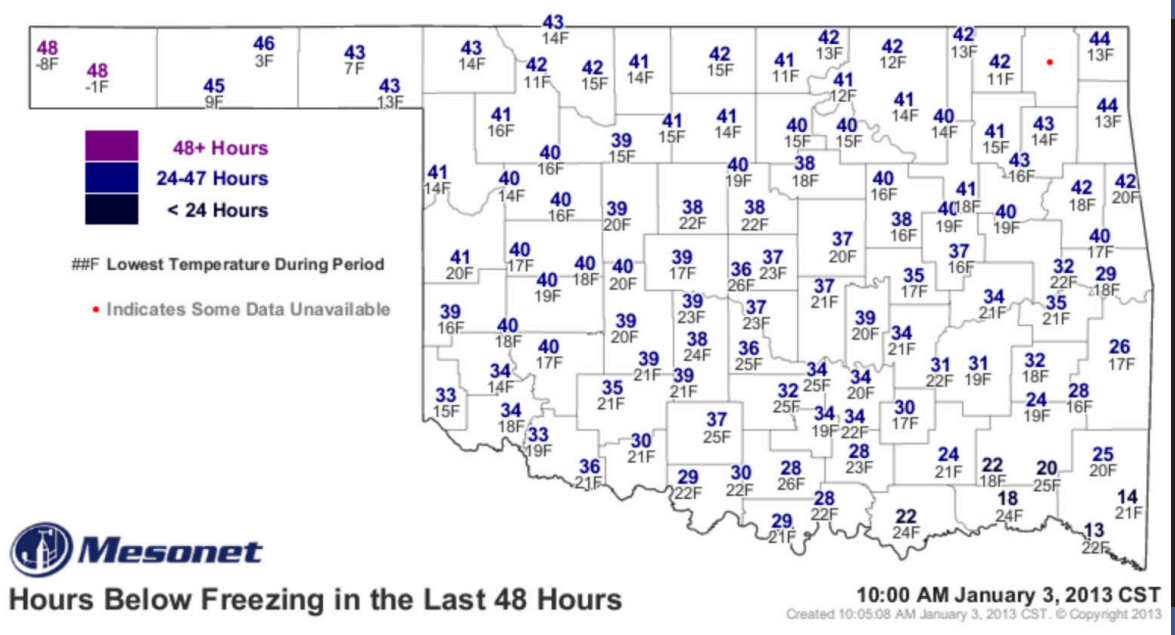 43
14F
48
-8F
46
3F
43
7F
43
14F
42
15F
42
13F
42
12F
42
13F
44
13F
48
-1F
45
9F
43
13F
42
11F
42
15F
41
14F
41
11F
41
12F
42
11F
41
16F
39
15F
41
15F
41
14F
40
15F
40
15F
41
14F
40
14F
41
15F
43
14F
44
13F
48+ Hours
24-47 Hours
< 24 Hours
40
16F
40
19F
38
18F
43
16F
41
14F
40
14F
40
16F
39
20F
38
22F
38
22F
40
16F
38
16F
41
18F
40
19F
40
19F
42
18F
42
20F
##F Lowest Temperature During Period
41
20F
40
17F
40
19F
40
18F
40
20F
39
17F
36
26F
37
23F
37
20F
37
16F
40
17F
32
22F
29
18F
Indicates Some Data Unavailable
39
16F
40
18F
39
20F
39
23F
37
23F
37
21F
35
17F
34
21F
35
21F
40
17F
39
21F
38
24F
36
25F
39
20F
34
21F
31
22F
31
19F
32
18F
26
17F
33
15F
34
14F
34
18F
35
21F
39
21F
32
25F
34
25F
34
20F
30
17F
24
19F
28
16F
33
19F
30
21F
37
25F
34
19F
34
22F
36
21F
29
22F
30
22F
28
26F
28
23F
24
21F
22
18F
20
25F
25
20F
29
21F
28
22F
22
24F
18
24F
14
21F
13
22F
Mesonet
Hours Below Freezing in the Last 48 Hours
10:00 AM January 3, 2013 CST
Created 10:05:08 AM January 3, 2013 CST. © Copyright 2013